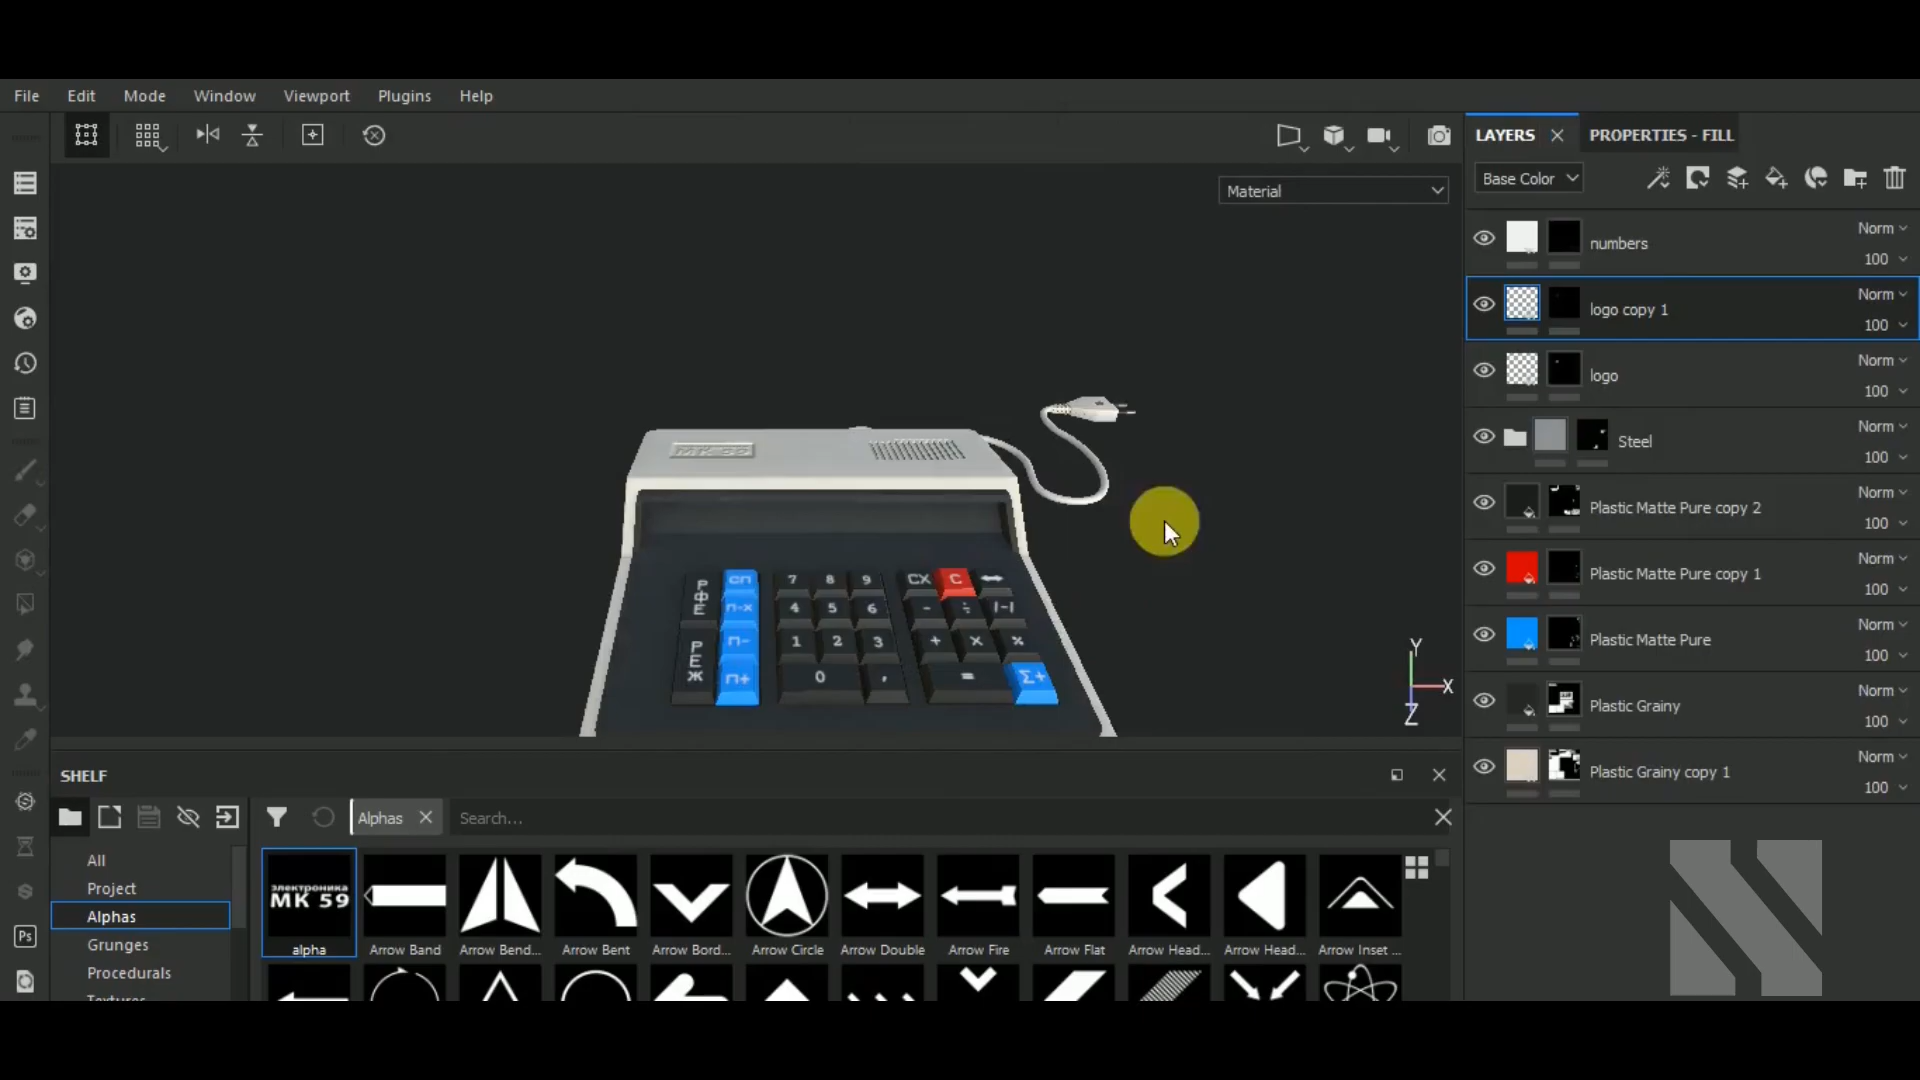 File Edit Mode Window Viewport Plugins Help
LAYERS PROPERTIES - FILL
Base Color
Material
numbers Norm
100
logo copy 1 Norm
100
logo Norm
100
Steel Norm
100
Plastic Matte Pure copy 2 Norm
100
Plastic Matte Pure copy 1 Norm
100
Plastic Matte Pure Norm
100
Plastic Grainy Norm
100
Plastic Grainy copy 1 Norm
100
МК 59
Р Ф Е СП 7 8 9 СХ С
П-Х 4 5 6 - ÷ |-|
Р Е Ж П- 1 2 3 + × %
П+ 0 , = Σ+
Y
X
Z
SHELF
Alphas Search...
All
Project
Alphas
Grunges
Procedurals
Textures
электроника
МК 59
alpha Arrow Band Arrow Bend... Arrow Bent Arrow Bord... Arrow Circle Arrow Double Arrow Fire Arrow Flat Arrow Head... Arrow Head... Arrow Inset ...
Ps